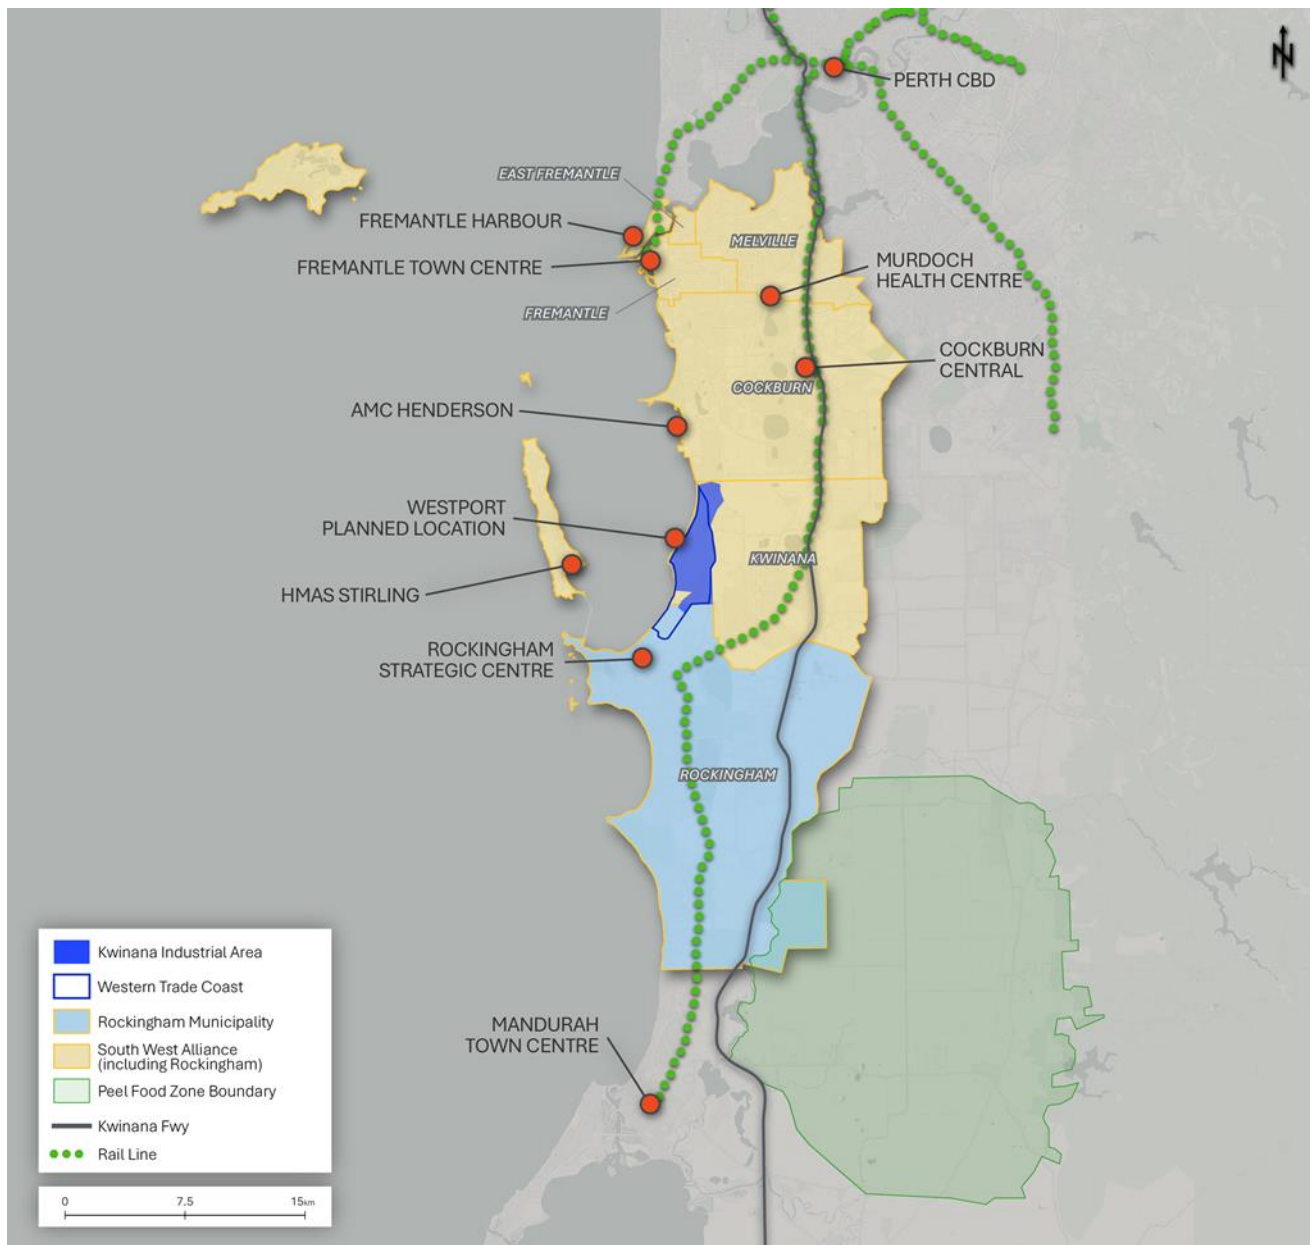 N
PERTH CBD
EAST FREMANTLE
FREMANTLE HARBOUR
MELVILLE
FREMANTLE TOWN CENTRE
MURDOCH
HEALTH CENTRE
FREMANTLE
COCKBURN
CENTRAL
COCKBURN
AMC HENDERSON
WESTPORT
PLANNED LOCATION
KWINANA
HMAS STIRLING
ROCKINGHAM
STRATEGIC CENTRE
ROCKINGHAM
MANDURAH
TOWN CENTRE
Kwinana Industrial Area
Western Trade Coast
Rockingham Municipality
South West Alliance
(including Rockingham)
Peel Food Zone Boundary
Kwinana Fwy
Rail Line
0 7.5 15km